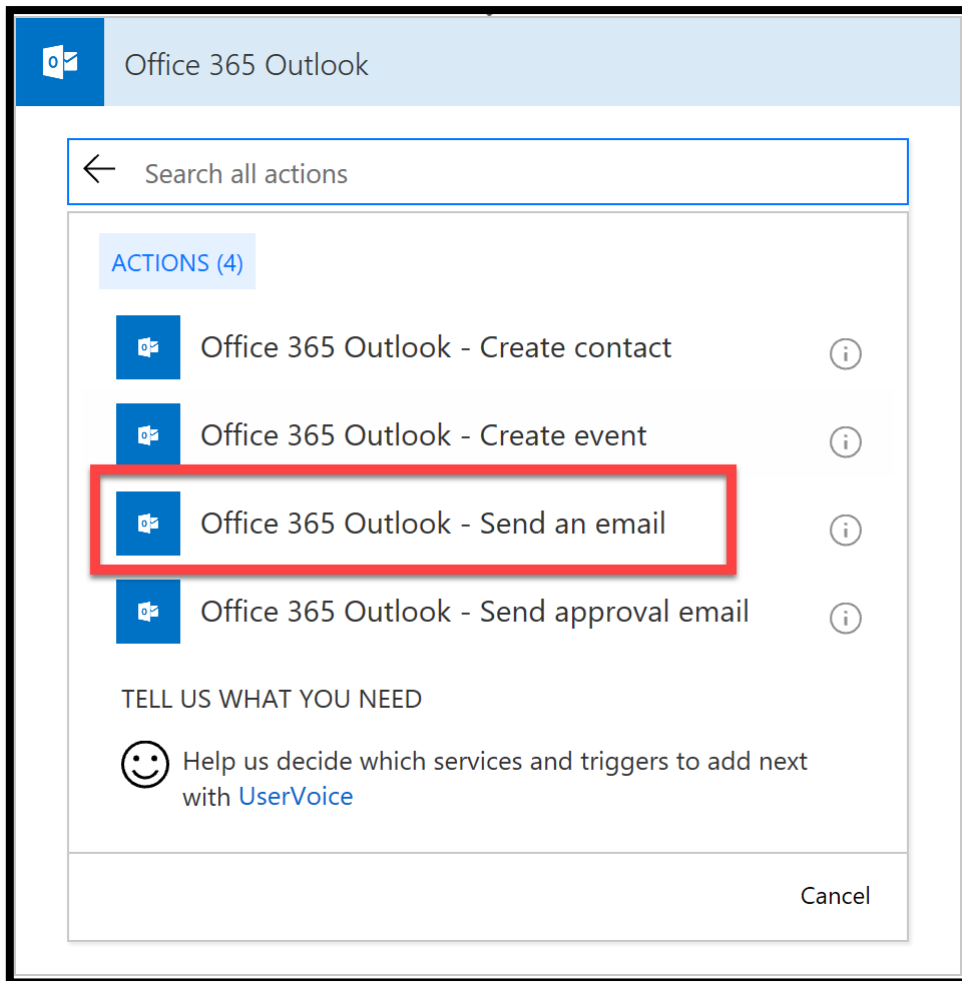 Office 365 Outlook
Search all actions
ACTIONS (4)
Office 365 Outlook - Create contact
Office 365 Outlook - Create event
Office 365 Outlook - Send an email
Office 365 Outlook - Send approval email
TELL US WHAT YOU NEED
Help us decide which services and triggers to add next
with UserVoice
Cancel